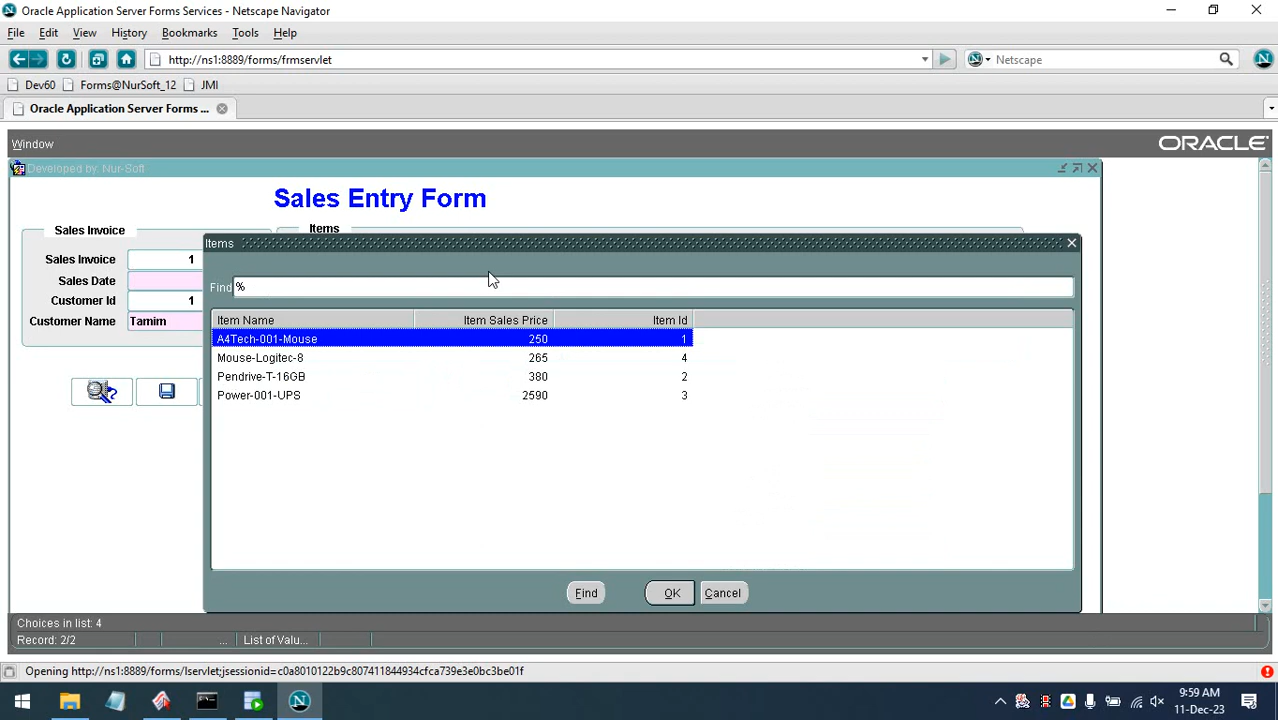 Oracle Application Server Forms Services - Netscape Navigator
File Edit View History Bookmarks Tools Help
http://ns1:8889/forms/frmservlet
Netscape
Dev60 Forms@NurSoft_12 JMI
Oracle Application Server Forms ...
Window
ORACLE
Developed by: Nur-Soft
Sales Entry Form
Sales Invoice
Items
Sales Invoice 1
Sales Date
Customer Id 1
Customer Name Tamim
Items
Find %
Item Name Item Sales Price Item Id
A4Tech-001-Mouse 250 1
Mouse-Logitec-8 265 4
Pendrive-T-16GB 380 2
Power-001-UPS 2590 3
Find OK Cancel
Choices in list: 4
Record: 2/2 ... List of Valu...
Opening http://ns1:8889/forms/lservlet;jsessionid=c0a8010122b9c807411844934cfca739e3e0bc3be01f
9:59 AM
11-Dec-23